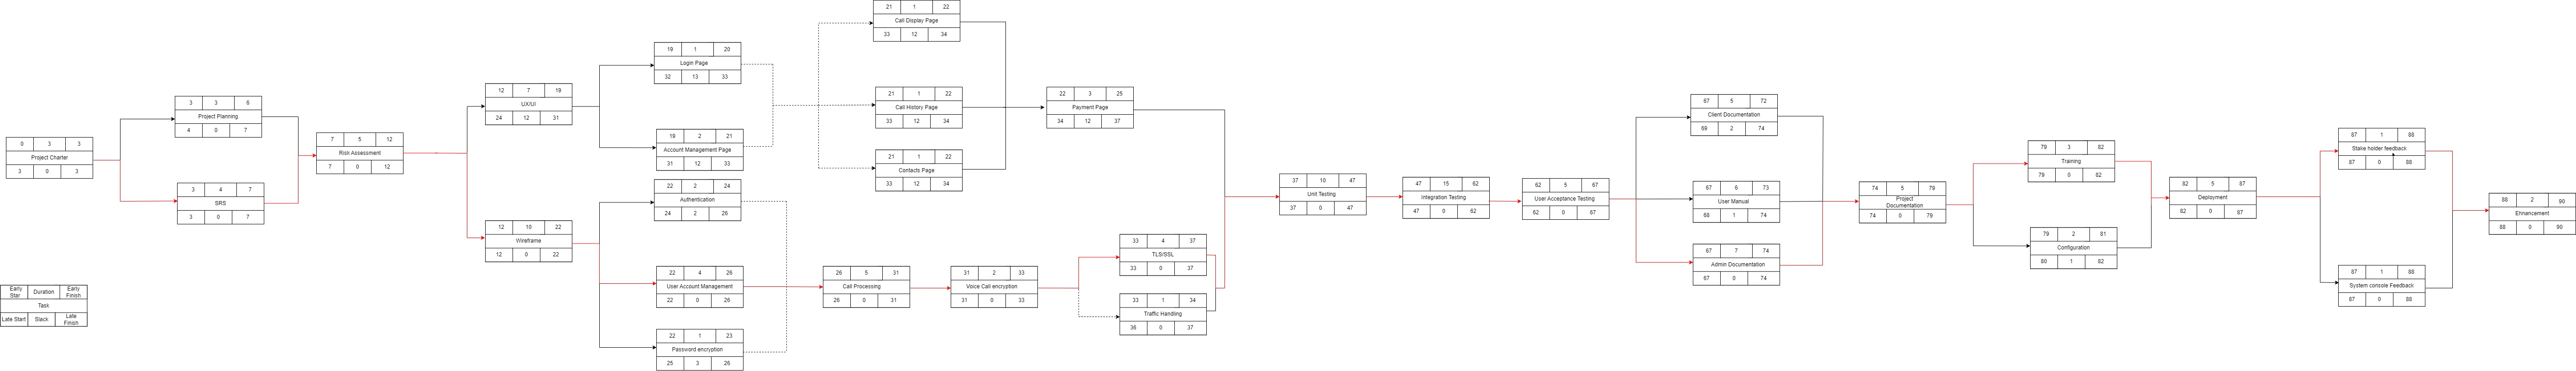 0 3 3
Project Charter
3 0 3
3 3 6
Project Planning
4 0 7
3 4 7
SRS
3 0 7
7 5 12
Risk Assessment
7 0 12
12 7 19
UX/UI
24 12 31
12 10 22
Wireframe
12 0 22
19 1 20
Login Page
32 13 33
19 2 21
Account Management Page
31 12 33
22 2 24
Authentication
24 2 26
22 4 26
User Account Management
22 0 26
22 1 23
Password encryption
25 3 26
21 1 22
Call Display Page
33 12 34
21 1 22
Call History Page
33 12 34
21 1 22
Contacts Page
33 12 34
26 5 31
Call Processing
26 0 31
31 2 33
Voice Call encryption
31 0 33
22 3 25
Payment Page
34 12 37
33 4 37
TLS/SSL
33 0 37
33 1 34
Traffic Handling
36 0 37
37 10 47
Unit Testing
37 0 47
47 15 62
Integration Testing
47 0 62
62 5 67
User Acceptance Testing
62 0 67
67 5 72
Client Documentation
69 2 74
67 6 73
User Manual
68 1 74
67 7 74
Admin Documentation
67 0 74
74 5 79
Project
Documentation
74 0 79
79 3 82
Training
79 0 82
79 2 81
Configuration
80 1 82
82 5 87
Deployment
82 0 87
87 1 88
Stake holder feedback
87 0 88
87 1 88
System console Feedback
87 0 88
88 2 90
Ehnancement
88 0 90
Early
Star
Duration
Early
Finish
Task
Late Start
Slack
Late
Finish